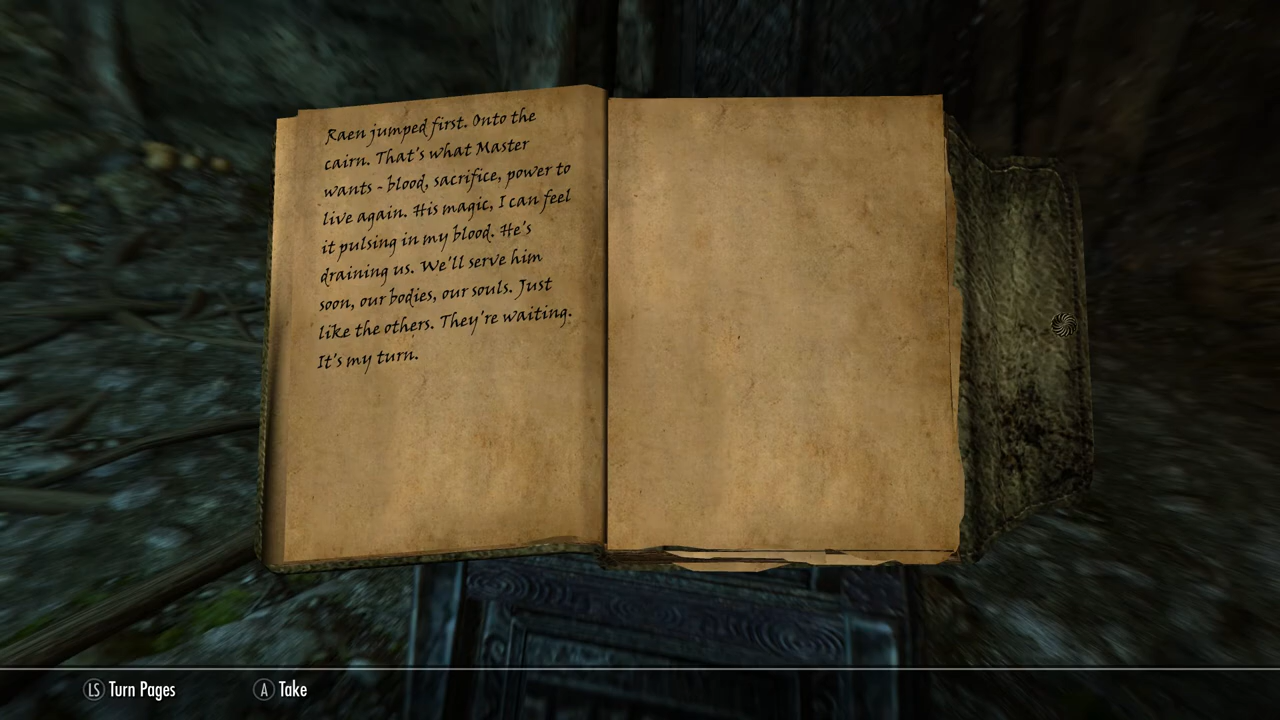 Raen jumped first. Onto the
cairn. That's what Master
wants - blood, sacrifice, power to
live again. His magic, I can feel
it pulsing in my blood. He's
draining us. We'll serve him
soon, our bodies, our souls. Just
like the others. They're waiting.
It's my turn.
LS Turn Pages
A Take